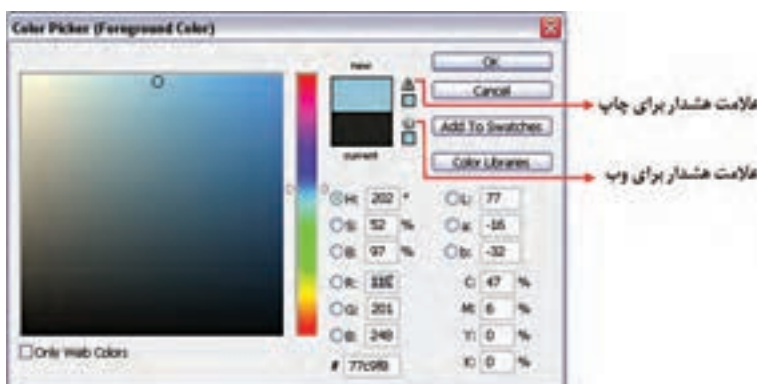 Color Picker (Foreground Color)
new
current
OK
Cancel
Add To Swatches
Color Libraries
علامت هشدار برای چاپ
علامت هشدار برای وب
H: 202 °
S: 52 %
B: 97 %
R:
G: 201
B: 248
# 77c9f8
L: 77
a: -16
b: -32
C: 47 %
M: 6 %
Y: 0 %
K: 0 %
Only Web Colors